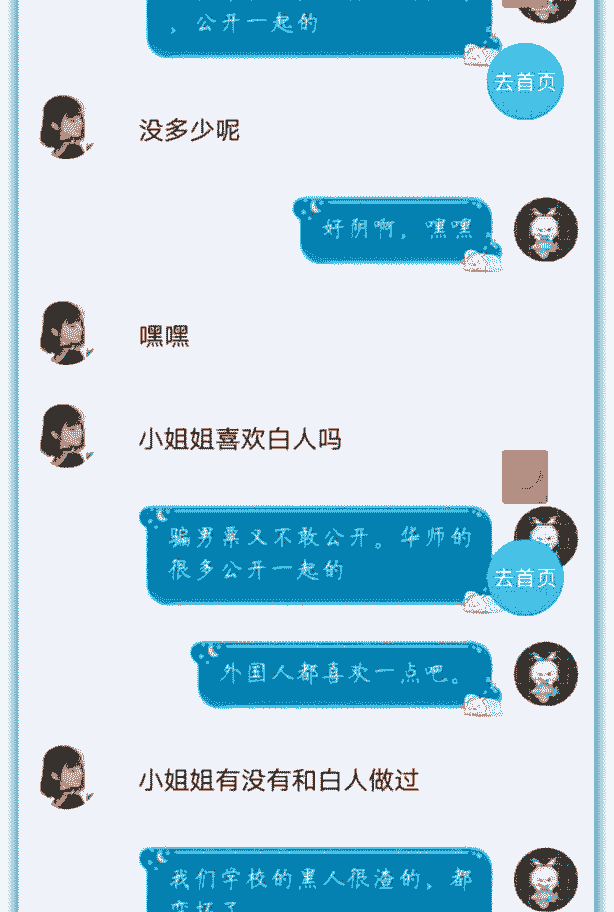 ，公开一起的
去首页
没多少呢
好阴啊，嘿嘿
嘿嘿
小姐姐喜欢白人吗
骗男票又不敢公开。华师的
很多公开一起的
去首页
外国人都喜欢一点吧。
小姐姐有没有和白人做过
我们学校的黑人很渣的，都